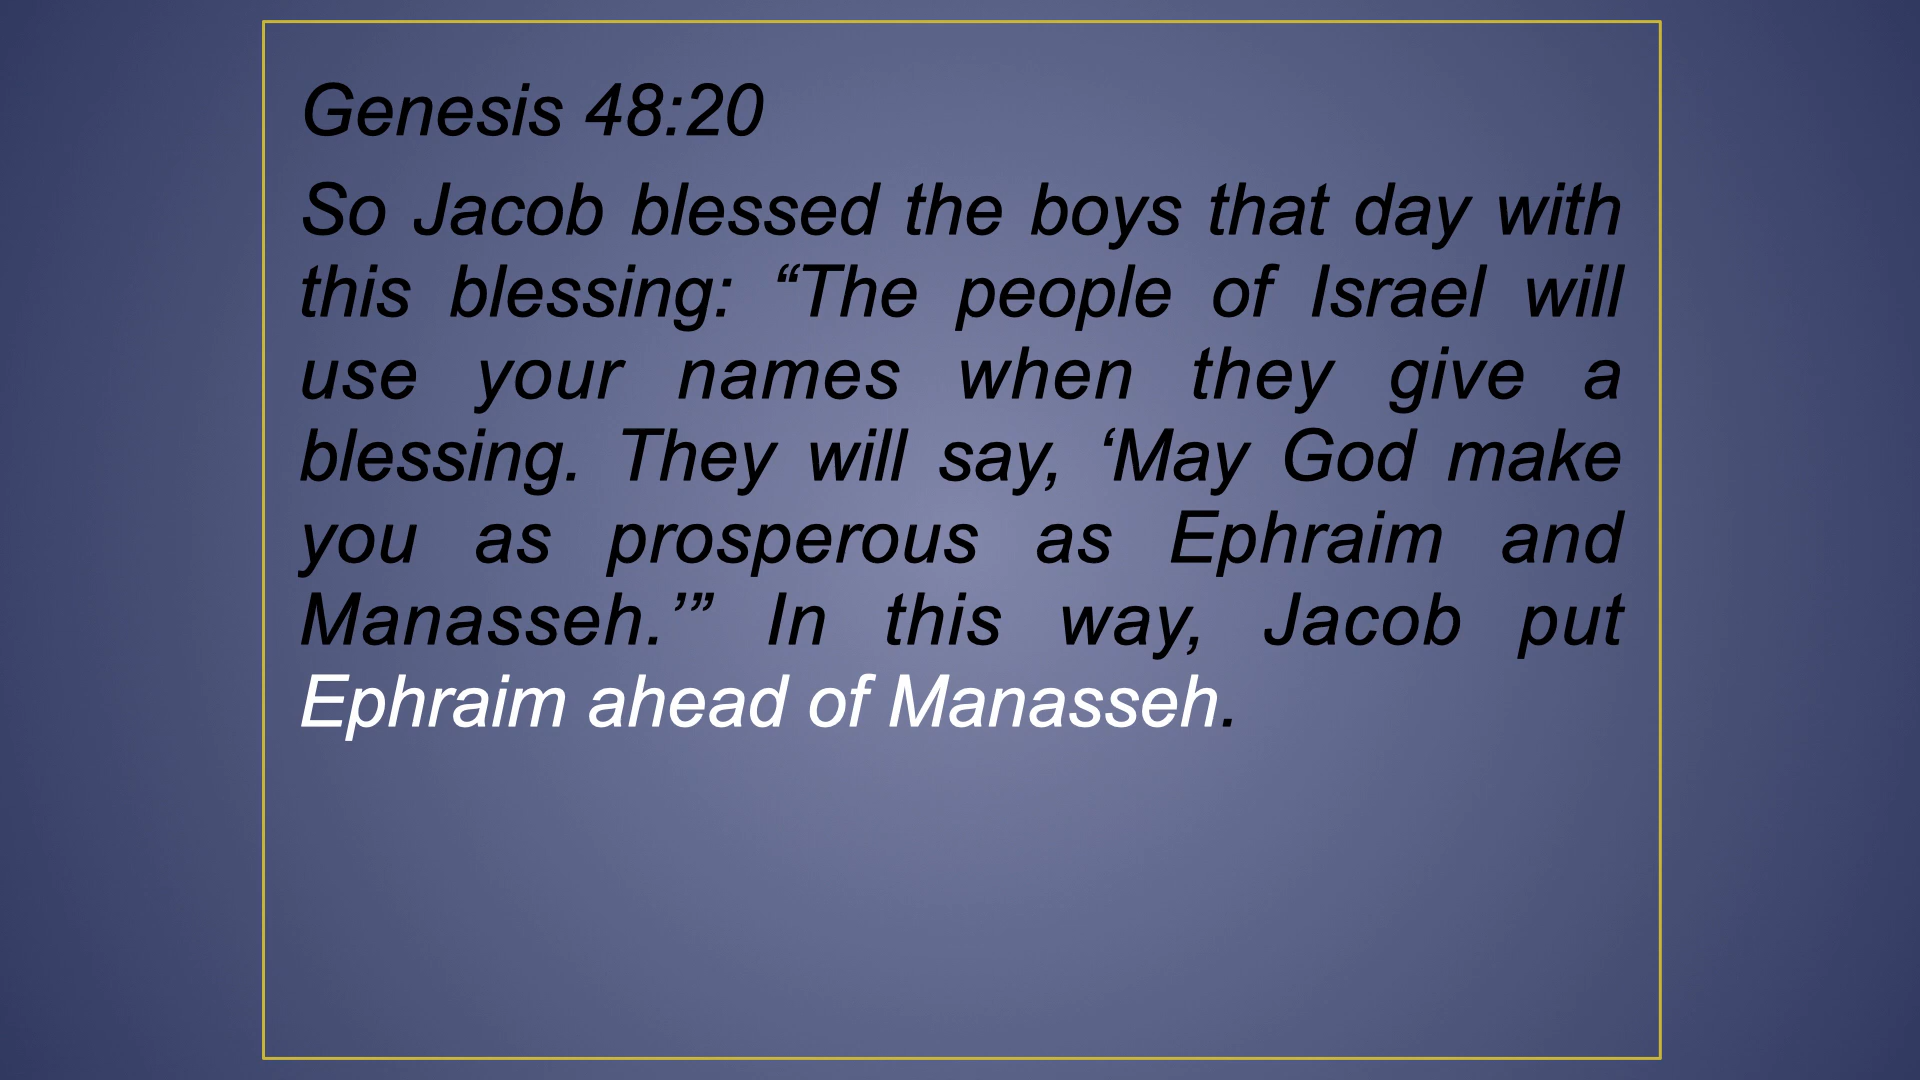 Genesis 48:20
So Jacob blessed the boys that day with
this blessing: “The people of Israel will
use your names when they give a
blessing. They will say, ‘May God make
you as prosperous as Ephraim and
Manasseh.’” In this way, Jacob put
Ephraim ahead of Manasseh.